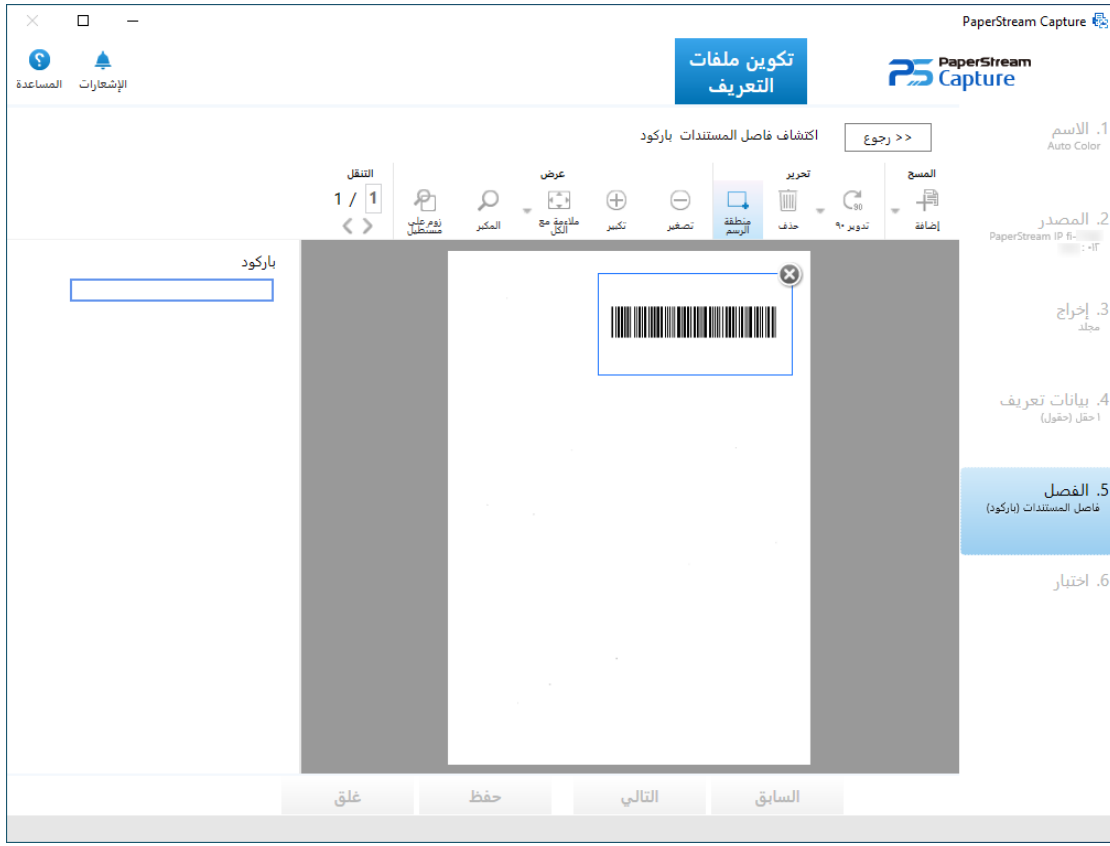 PaperStream Capture
PaperStream
Capture
تكوين ملفات
التعريف
الإشعارات
المساعدة
<< رجوع
اكتشاف فاصل المستندات باركود
المسح
تحرير
عرض
التنقل
إضافة
90
تدوير ٩٠
حذف
منطقة
الرسم
تصغير
تكبير
ملاءمة مع
الكل
المكبر
زوم على
مستطيل
1 / 1
باركود
1. الاسم
Auto Color
2. المصدر
PaperStream IP fi-
3. إخراج
مجلد
4. بيانات تعريف
١ حقل (حقول)
5. الفصل
فاصل المستندات (باركود)
6. اختبار
السابق
التالي
حفظ
غلق